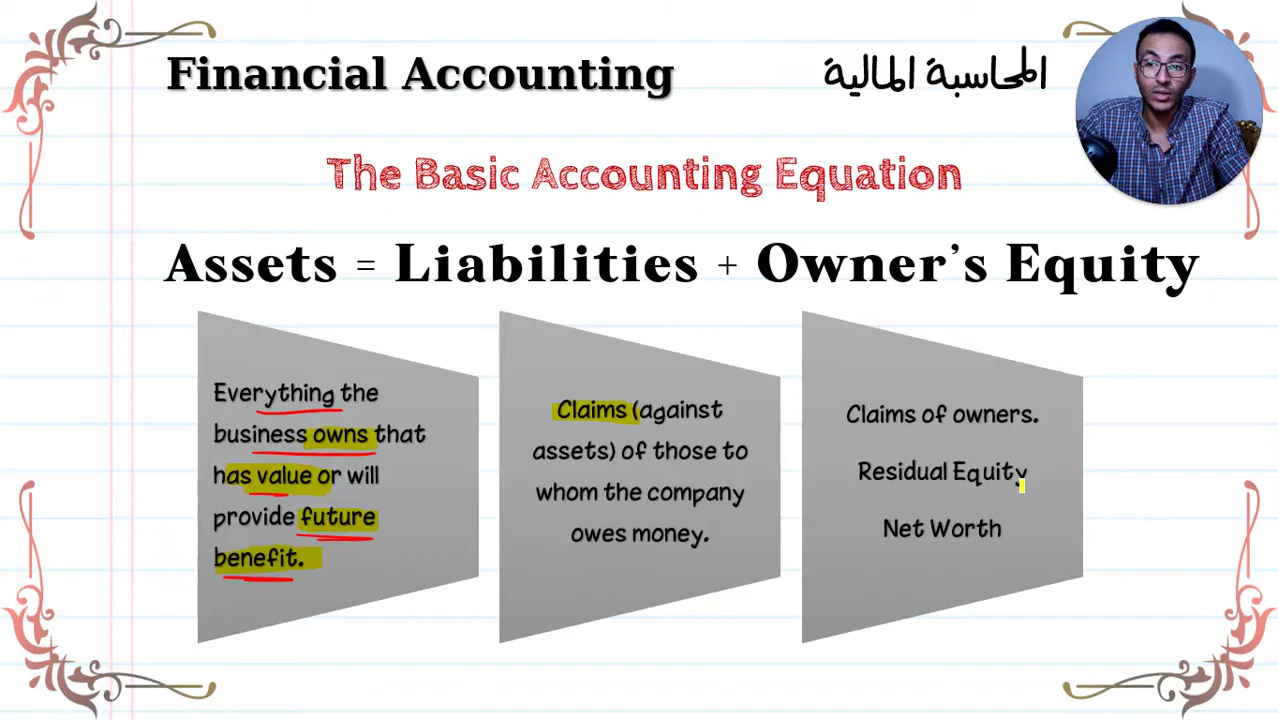 Financial Accounting
المحاسبة المالية
The Basic Accounting Equation
Assets = Liabilities + Owner's Equity
Everything the
business owns that
has value or will
provide future
benefit.
Claims (against
assets) of those to
whom the company
owes money.
Claims of owners.
Residual Equity
Net Worth